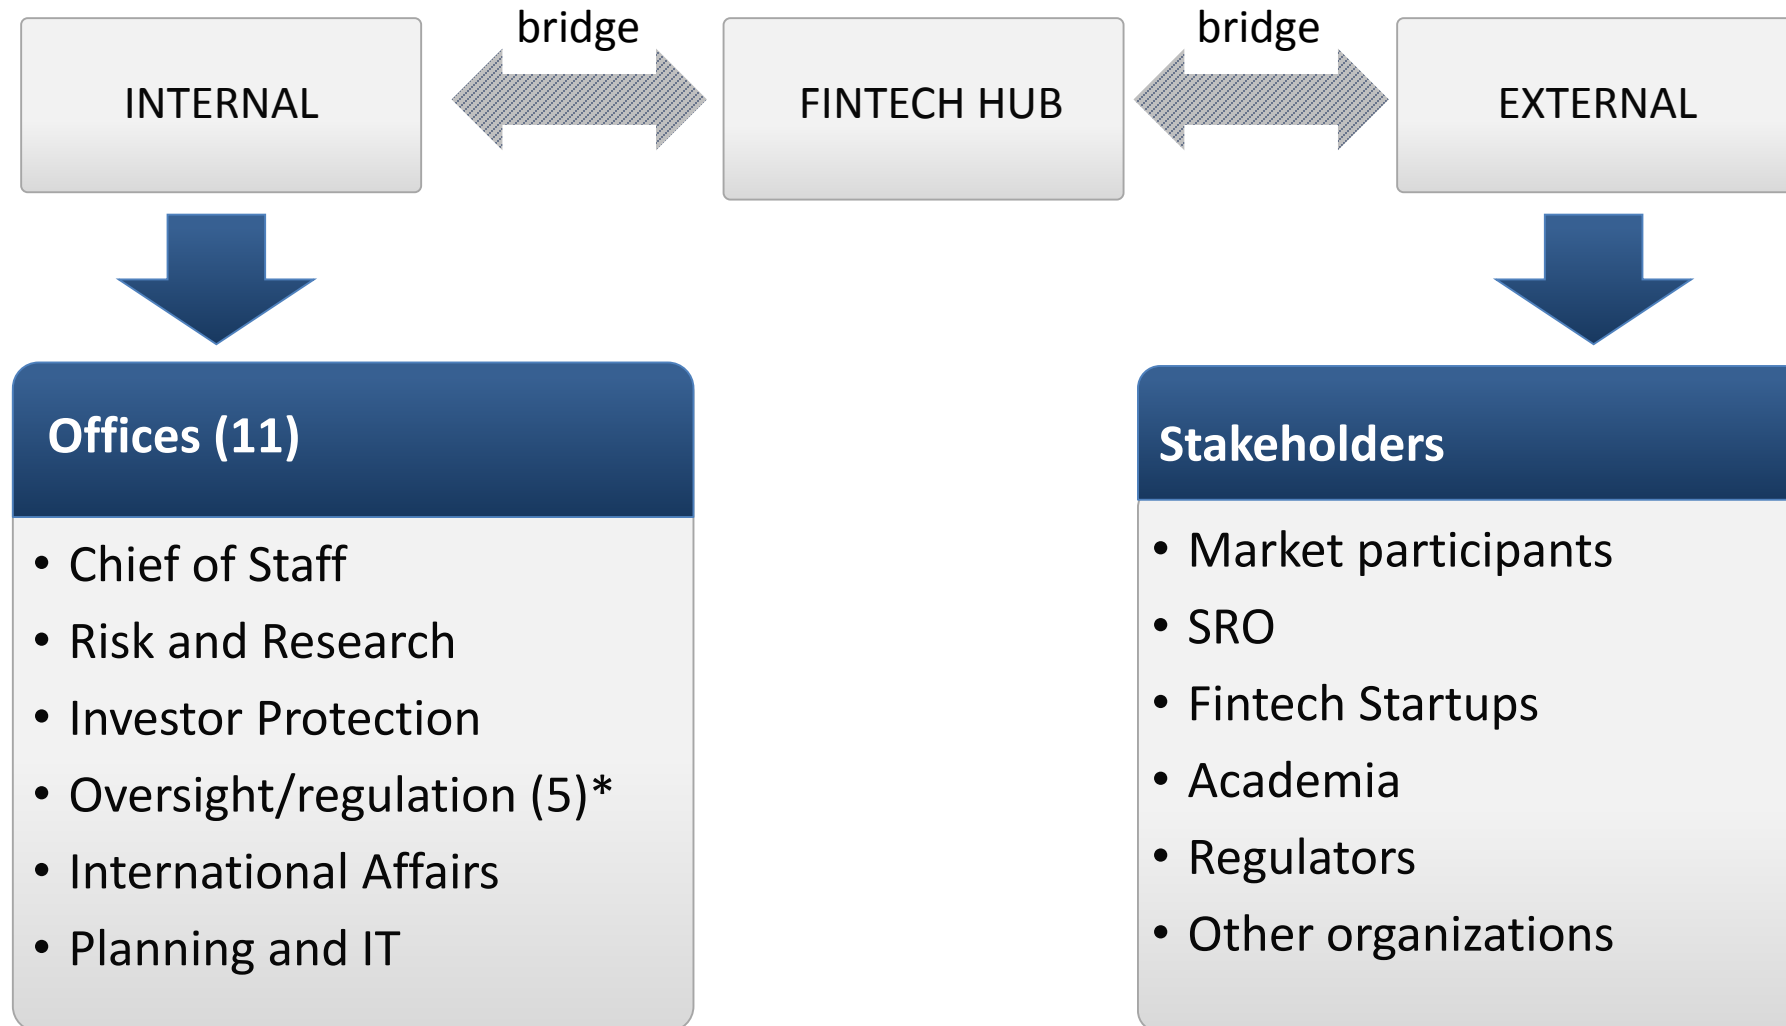 bridge
bridge
INTERNAL
FINTECH HUB
EXTERNAL
Offices (11)
• Chief of Staff
• Risk and Research
• Investor Protection
• Oversight/regulation (5)*
• International Affairs
• Planning and IT
Stakeholders
• Market participants
• SRO
• Fintech Startups
• Academia
• Regulators
• Other organizations